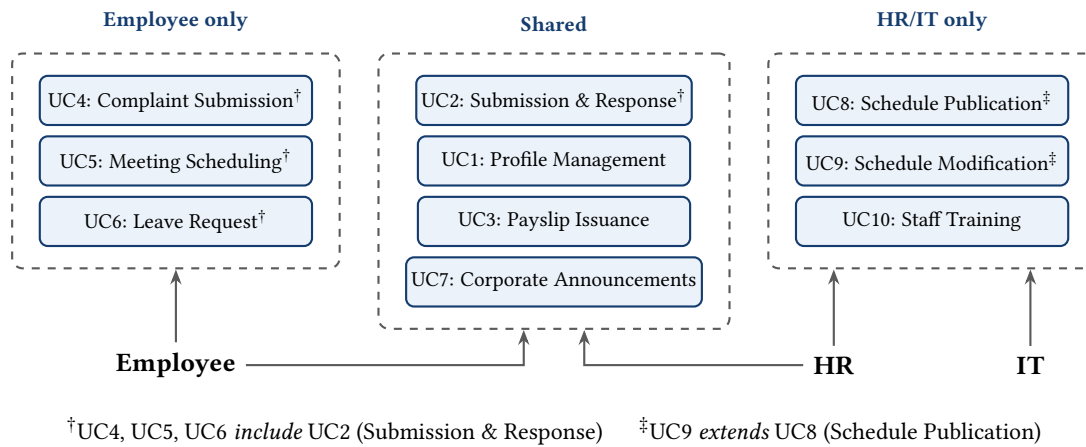 Employee only
Shared
HR/IT only
UC4: Complaint Submission†
UC5: Meeting Scheduling†
UC6: Leave Request†
UC2: Submission & Response†
UC1: Profile Management
UC3: Payslip Issuance
UC7: Corporate Announcements
UC8: Schedule Publication‡
UC9: Schedule Modification‡
UC10: Staff Training
Employee
HR
IT
†UC4, UC5, UC6 include UC2 (Submission & Response)
‡UC9 extends UC8 (Schedule Publication)